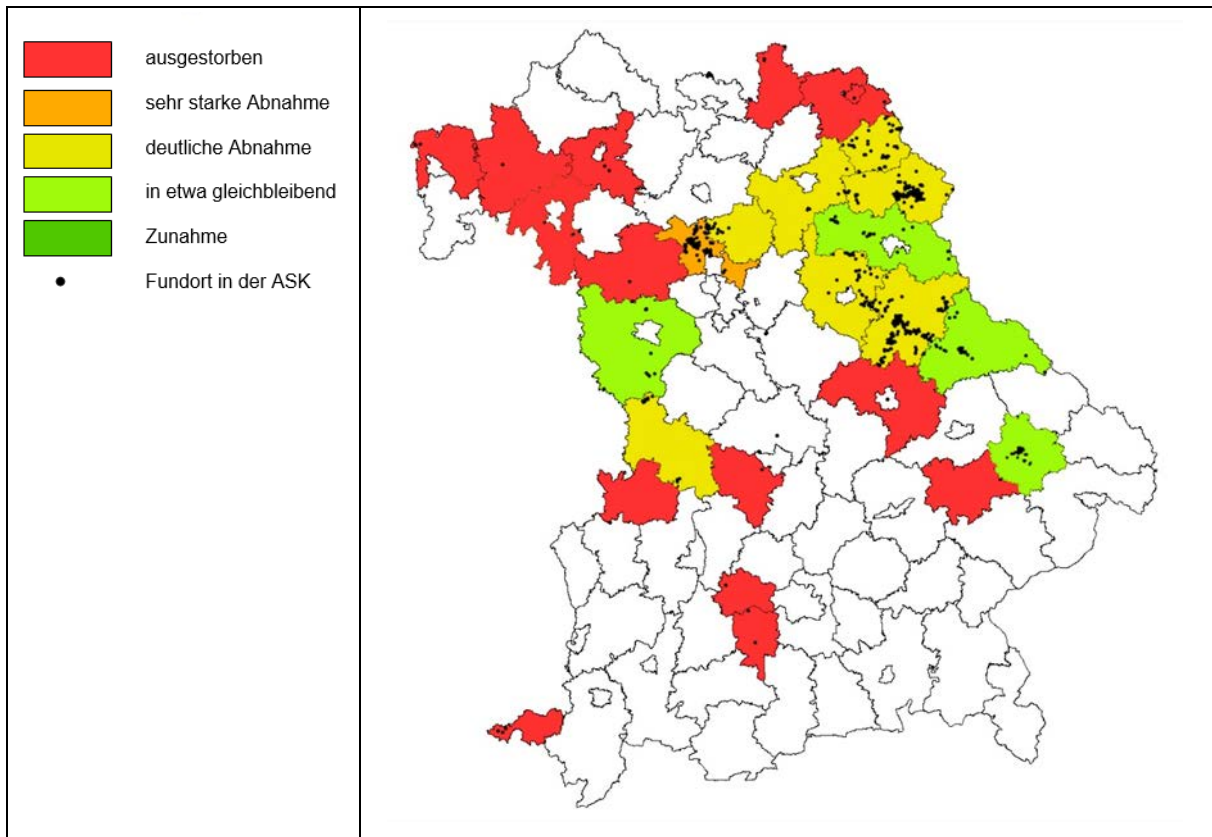 ausgestorben
sehr starke Abnahme
deutliche Abnahme
in etwa gleichbleibend
Zunahme
Fundort in der ASK